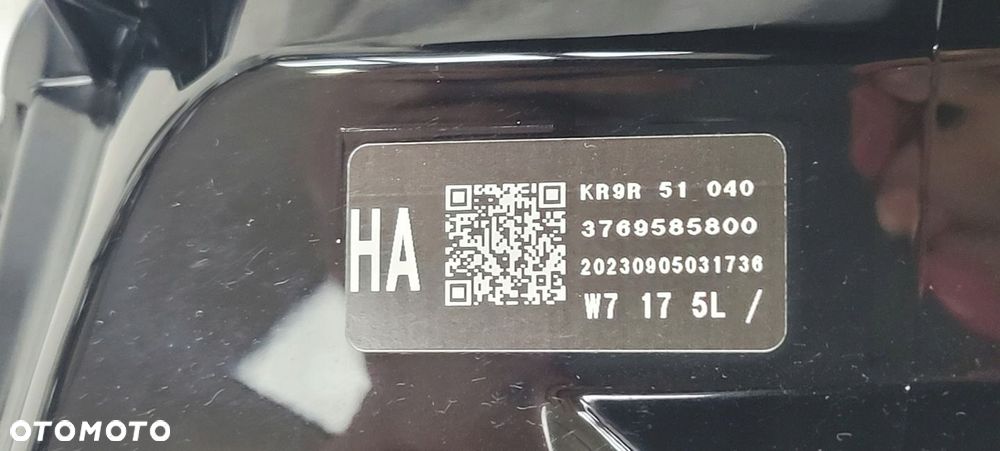 HA
KR9R 51 040
3769585800
20230905031736
W7 17 5L /
OTOMOTO